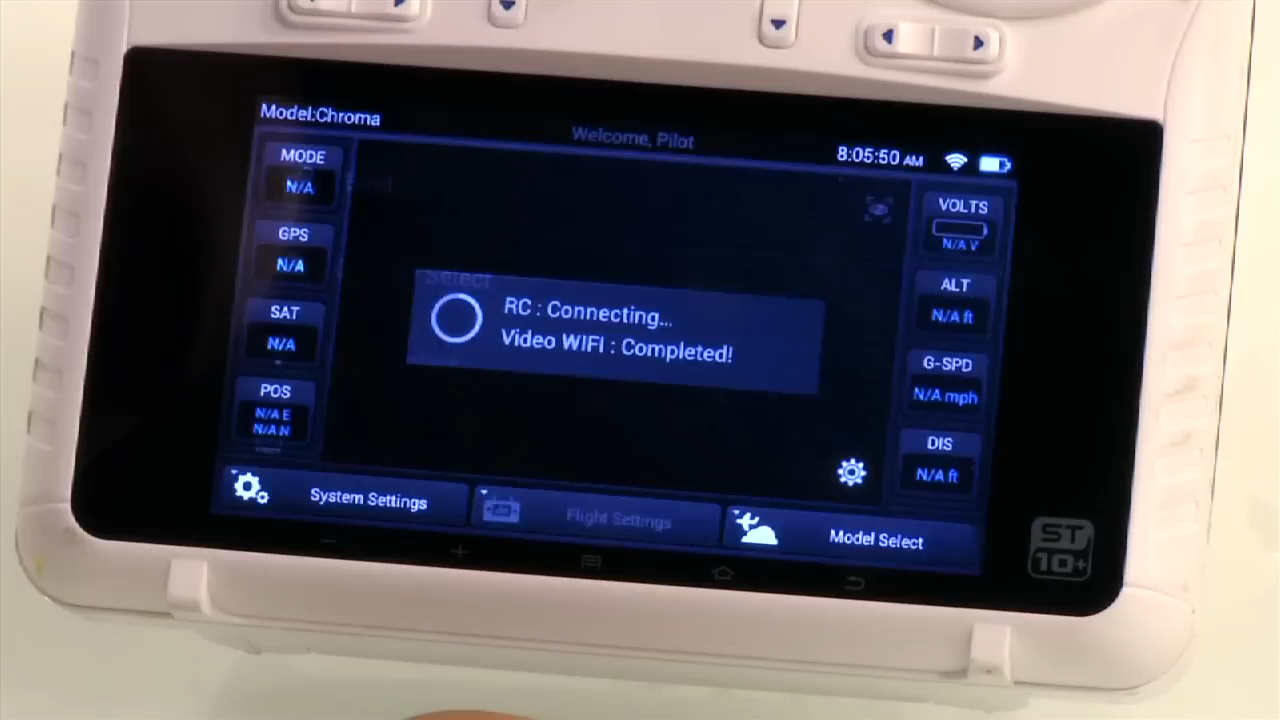 Model:Chroma
Welcome, Pilot
8:05:50 AM
MODE
N/A
GPS
N/A
SAT
N/A
POS
N/A E
N/A N
Select
RC : Connecting...
Video WIFI : Completed!
VOLTS
N/A V
ALT
N/A ft
G-SPD
N/A mph
DIS
N/A ft
System Settings
Flight Settings
Model Select
ST
10+